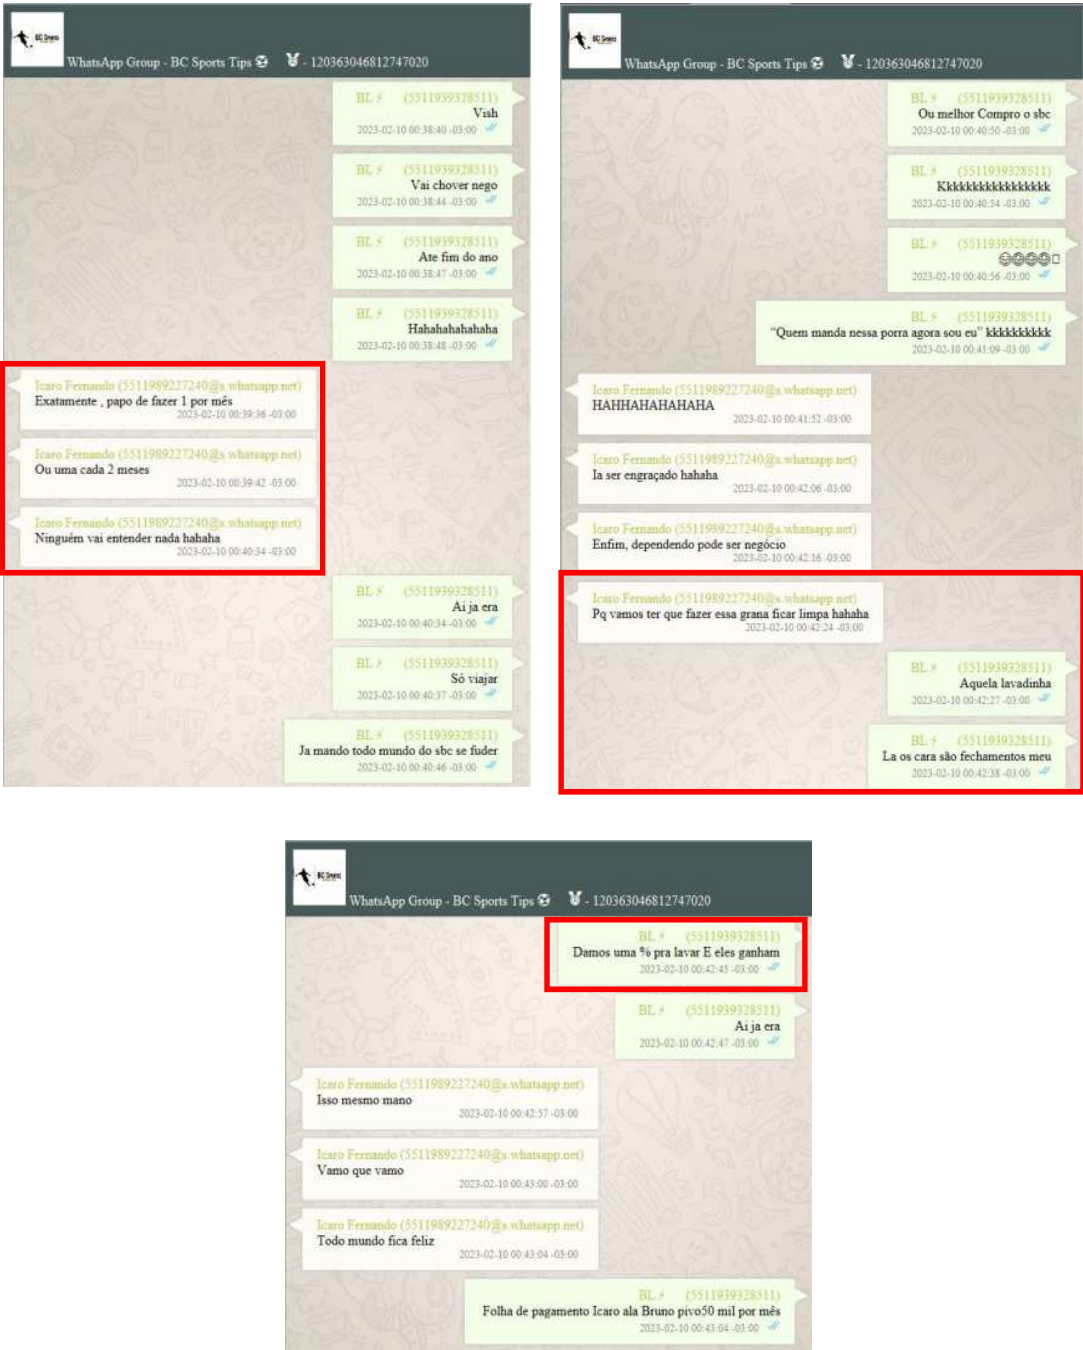 BC Sports
WhatsApp Group - BC Sports Tips ⚽ 🏅 - 120363046812747020
BL ⚡ (5511939328511)
Vish
2023-02-10 00:38:40 -03:00
BL ⚡ (5511939328511)
Vai chover nego
2023-02-10 00:38:44 -03:00
BL ⚡ (5511939328511)
Ate fim do ano
2023-02-10 00:38:47 -03:00
BL ⚡ (5511939328511)
Hahahahahahaha
2023-02-10 00:38:48 -03:00
Icaro Fernando (5511989227240@s.whatsapp.net)
Exatamente , papo de fazer 1 por mês
2023-02-10 00:39:36 -03:00
Icaro Fernando (5511989227240@s.whatsapp.net)
Ou uma cada 2 meses
2023-02-10 00:39:42 -03:00
Icaro Fernando (5511989227240@s.whatsapp.net)
Ninguém vai entender nada hahaha
2023-02-10 00:40:34 -03:00
BL ⚡ (5511939328511)
Ai ja era
2023-02-10 00:40:34 -03:00
BL ⚡ (5511939328511)
Só viajar
2023-02-10 00:40:37 -03:00
BL ⚡ (5511939328511)
Ja mando todo mundo do sbc se fuder
2023-02-10 00:40:46 -03:00
BC Sports
WhatsApp Group - BC Sports Tips ⚽ 🏅 - 120363046812747020
BL ⚡ (5511939328511)
Ou melhor Compro o sbc
2023-02-10 00:40:50 -03:00
BL ⚡ (5511939328511)
Kkkkkkkkkkkkkkkkk
2023-02-10 00:40:54 -03:00
BL ⚡ (5511939328511)
2023-02-10 00:40:56 -03:00
BL ⚡ (5511939328511)
“Quem manda nessa porra agora sou eu” kkkkkkkkkk
2023-02-10 00:41:09 -03:00
Icaro Fernando (5511989227240@s.whatsapp.net)
HAHHAHAHAHAHA
2023-02-10 00:41:52 -03:00
Icaro Fernando (5511989227240@s.whatsapp.net)
Ia ser engraçado hahaha
2023-02-10 00:42:06 -03:00
Icaro Fernando (5511989227240@s.whatsapp.net)
Enfim, dependendo pode ser negócio
2023-02-10 00:42:16 -03:00
Icaro Fernando (5511989227240@s.whatsapp.net)
Pq vamos ter que fazer essa grana ficar limpa hahaha
2023-02-10 00:42:24 -03:00
BL ⚡ (5511939328511)
Aquela lavadinha
2023-02-10 00:42:27 -03:00
BL ⚡ (5511939328511)
La os cara são fechamentos meu
2023-02-10 00:42:38 -03:00
BC Sports
WhatsApp Group - BC Sports Tips ⚽ 🏅 - 120363046812747020
BL ⚡ (5511939328511)
Damos uma % pra lavar E eles ganham
2023-02-10 00:42:45 -03:00
BL ⚡ (5511939328511)
Ai ja era
2023-02-10 00:42:47 -03:00
Icaro Fernando (5511989227240@s.whatsapp.net)
Isso mesmo mano
2023-02-10 00:42:57 -03:00
Icaro Fernando (5511989227240@s.whatsapp.net)
Vamo que vamo
2023-02-10 00:43:00 -03:00
Icaro Fernando (5511989227240@s.whatsapp.net)
Todo mundo fica feliz
2023-02-10 00:43:04 -03:00
BL ⚡ (5511939328511)
Folha de pagamento Icaro ala Bruno pivo50 mil por mês
2023-02-10 00:43:04 -03:00